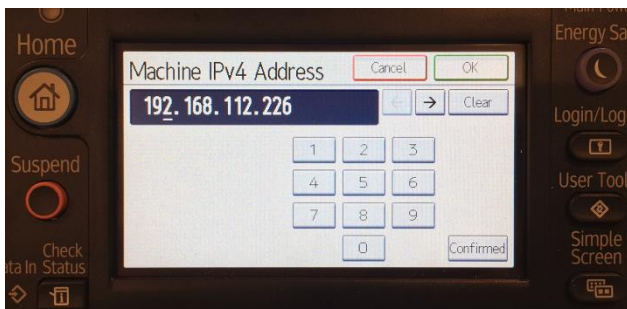 Home
Suspend
Check
Status
Machine IPv4 Address
Cancel
OK
192.168.112.226
← → Clear
1 2 3
4 5 6
7 8 9
0
Confirmed
Energy Sa
Login/Log
User Tool
Simple
Screen